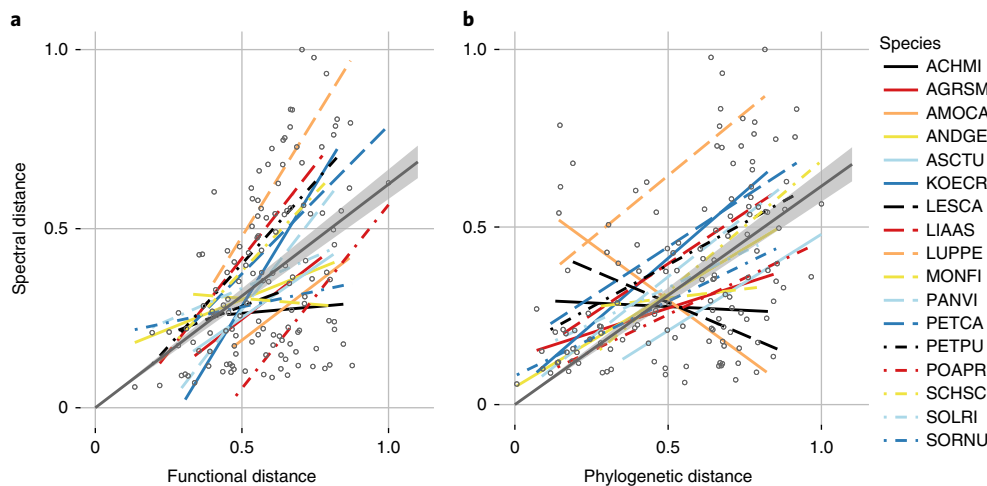 a
b
1.0
0.5
0
0
0.5
1.0
Spectral distance
Functional distance
1.0
0.5
0
0
0.5
1.0
Phylogenetic distance
Species
ACHMI
AGRSM
AMOCA
ANDGE
ASCTU
KOECR
LESCA
LIAAS
LUPPE
MONFI
PANVI
PETCA
PETPU
POAPR
SCHSC
SOLRI
SORNU